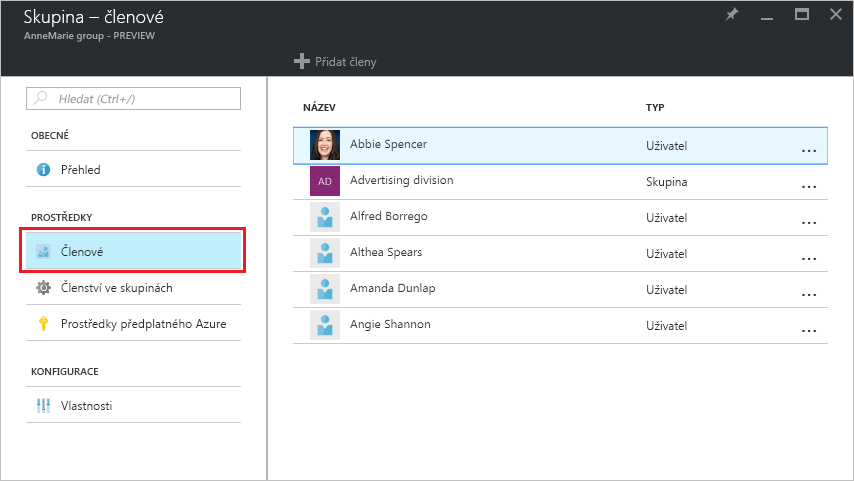 Skupina – členové
AnneMarie group - PREVIEW
Přidat členy
Hledat (Ctrl+/)
OBECNÉ
Přehled
PROSTŘEDKY
Členové
Členství ve skupinách
Prostředky předplatného Azure
KONFIGURACE
Vlastnosti
NÁZEV TYP
Abbie Spencer Uživatel ...
AD Advertising division Skupina ...
Alfred Borrego Uživatel ...
Althea Spears Uživatel ...
Amanda Dunlap Uživatel ...
Angie Shannon Uživatel ...